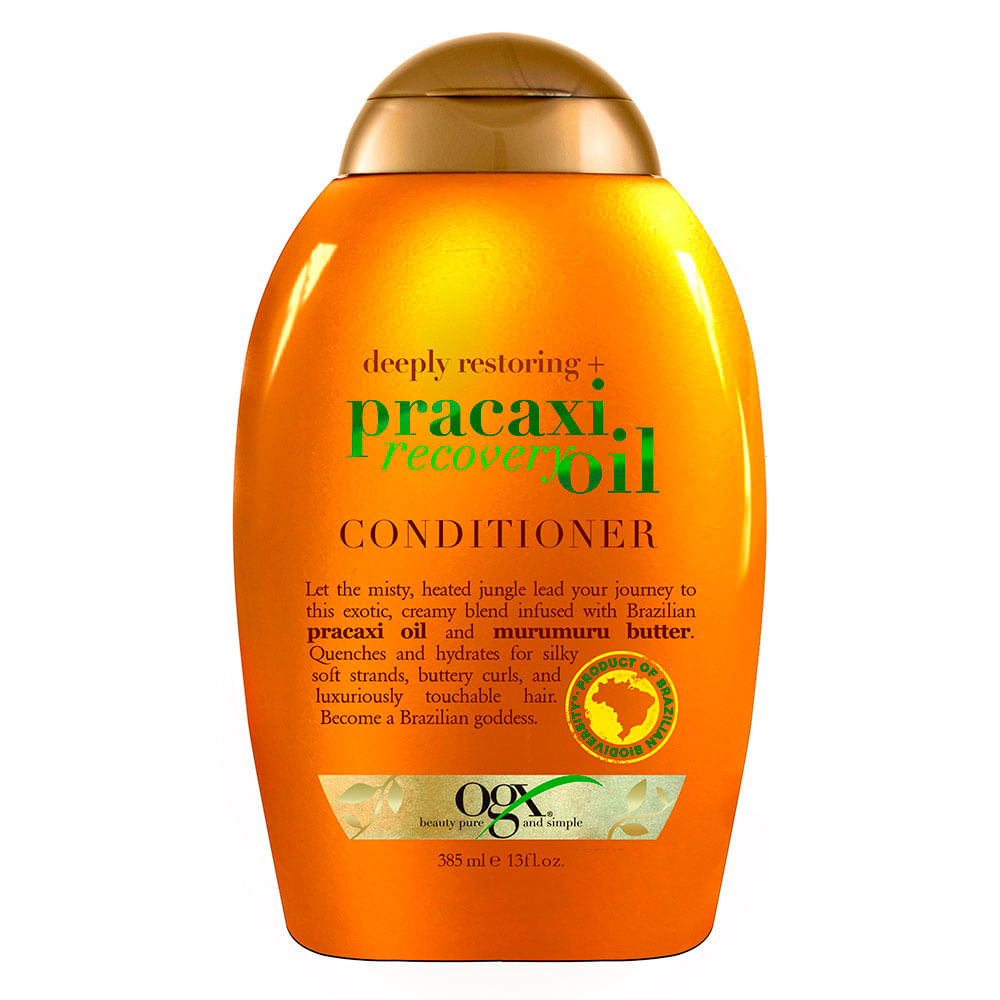 deeply restoring +
pracaxi
recovery
oil
CONDITIONER
Let the misty, heated jungle lead your journey to
this exotic, creamy blend infused with Brazilian
pracaxi oil and murumuru butter.
Quenches and hydrates for silky
soft strands, buttery curls, and
luxuriously touchable hair.
Become a Brazilian goddess.
PRODUCT OF BRAZILIAN BIODIVERSITY
ogx®
beauty pure and simple
385 ml e 13fl.oz.